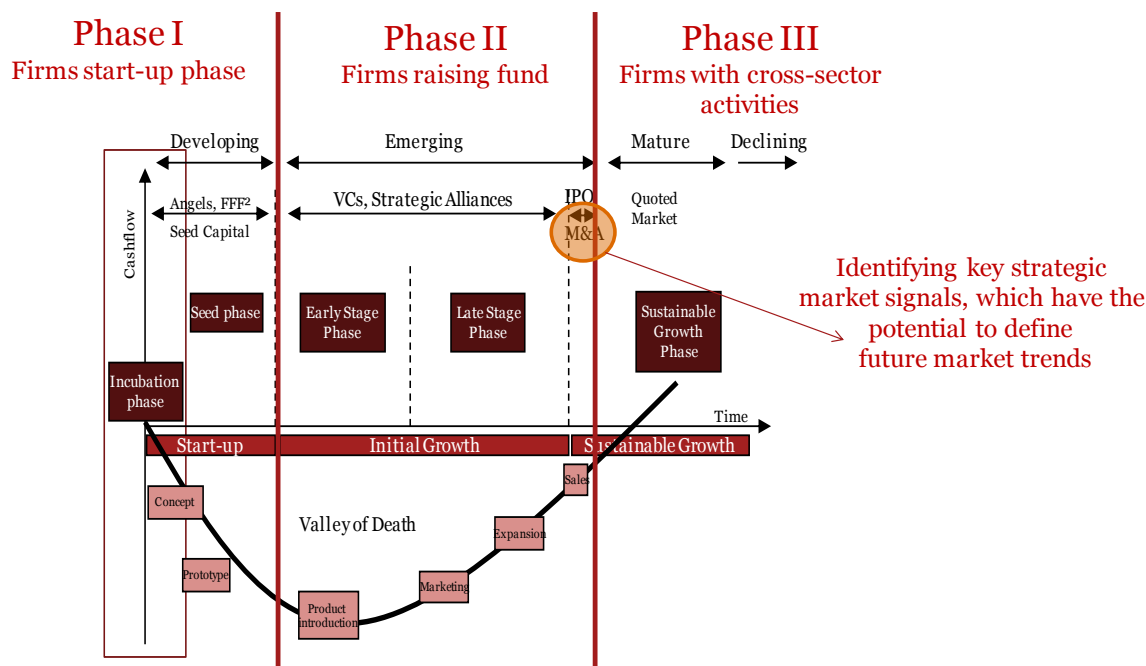 Phase I
Firms start-up phase
Phase II
Firms raising fund
Phase III
Firms with cross-sector
activities
Developing
Emerging
Mature
Declining
Cashflow
Angels, FFF²
Seed Capital
VCs, Strategic Alliances
IPO
M&A
Quoted
Market
Identifying key strategic
market signals, which have the
potential to define
future market trends
Seed phase
Early Stage
Phase
Late Stage
Phase
Sustainable
Growth
Phase
Incubation
phase
Time
Start-up
Initial Growth
Sustainable Growth
Concept
Prototype
Valley of Death
Product
introduction
Marketing
Expansion
Sales